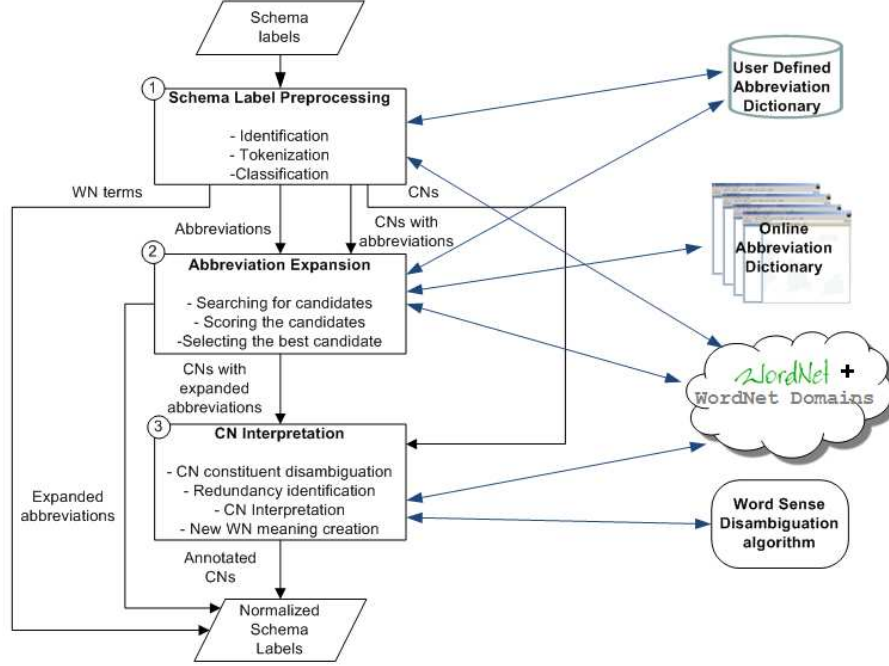 Schema
labels
1
Schema Label Preprocessing
- Identification
- Tokenization
-Classification
User Defined
Abbreviation
Dictionary
WN terms
Abbreviations
CNs with
abbreviations
CNs
2
Abbreviation Expansion
- Searching for candidates
- Scoring the candidates
-Selecting the best candidate
Online
Abbreviation
Dictionary
CNs with
expanded
abbreviations
WordNet +
WordNet Domains
3
CN Interpretation
- CN constituent disambiguation
- Redundancy identification
- CN Interpretation
- New WN meaning creation
Word Sense
Disambiguation
algorithm
Expanded
abbreviations
Annotated
CNs
Normalized
Schema
Labels